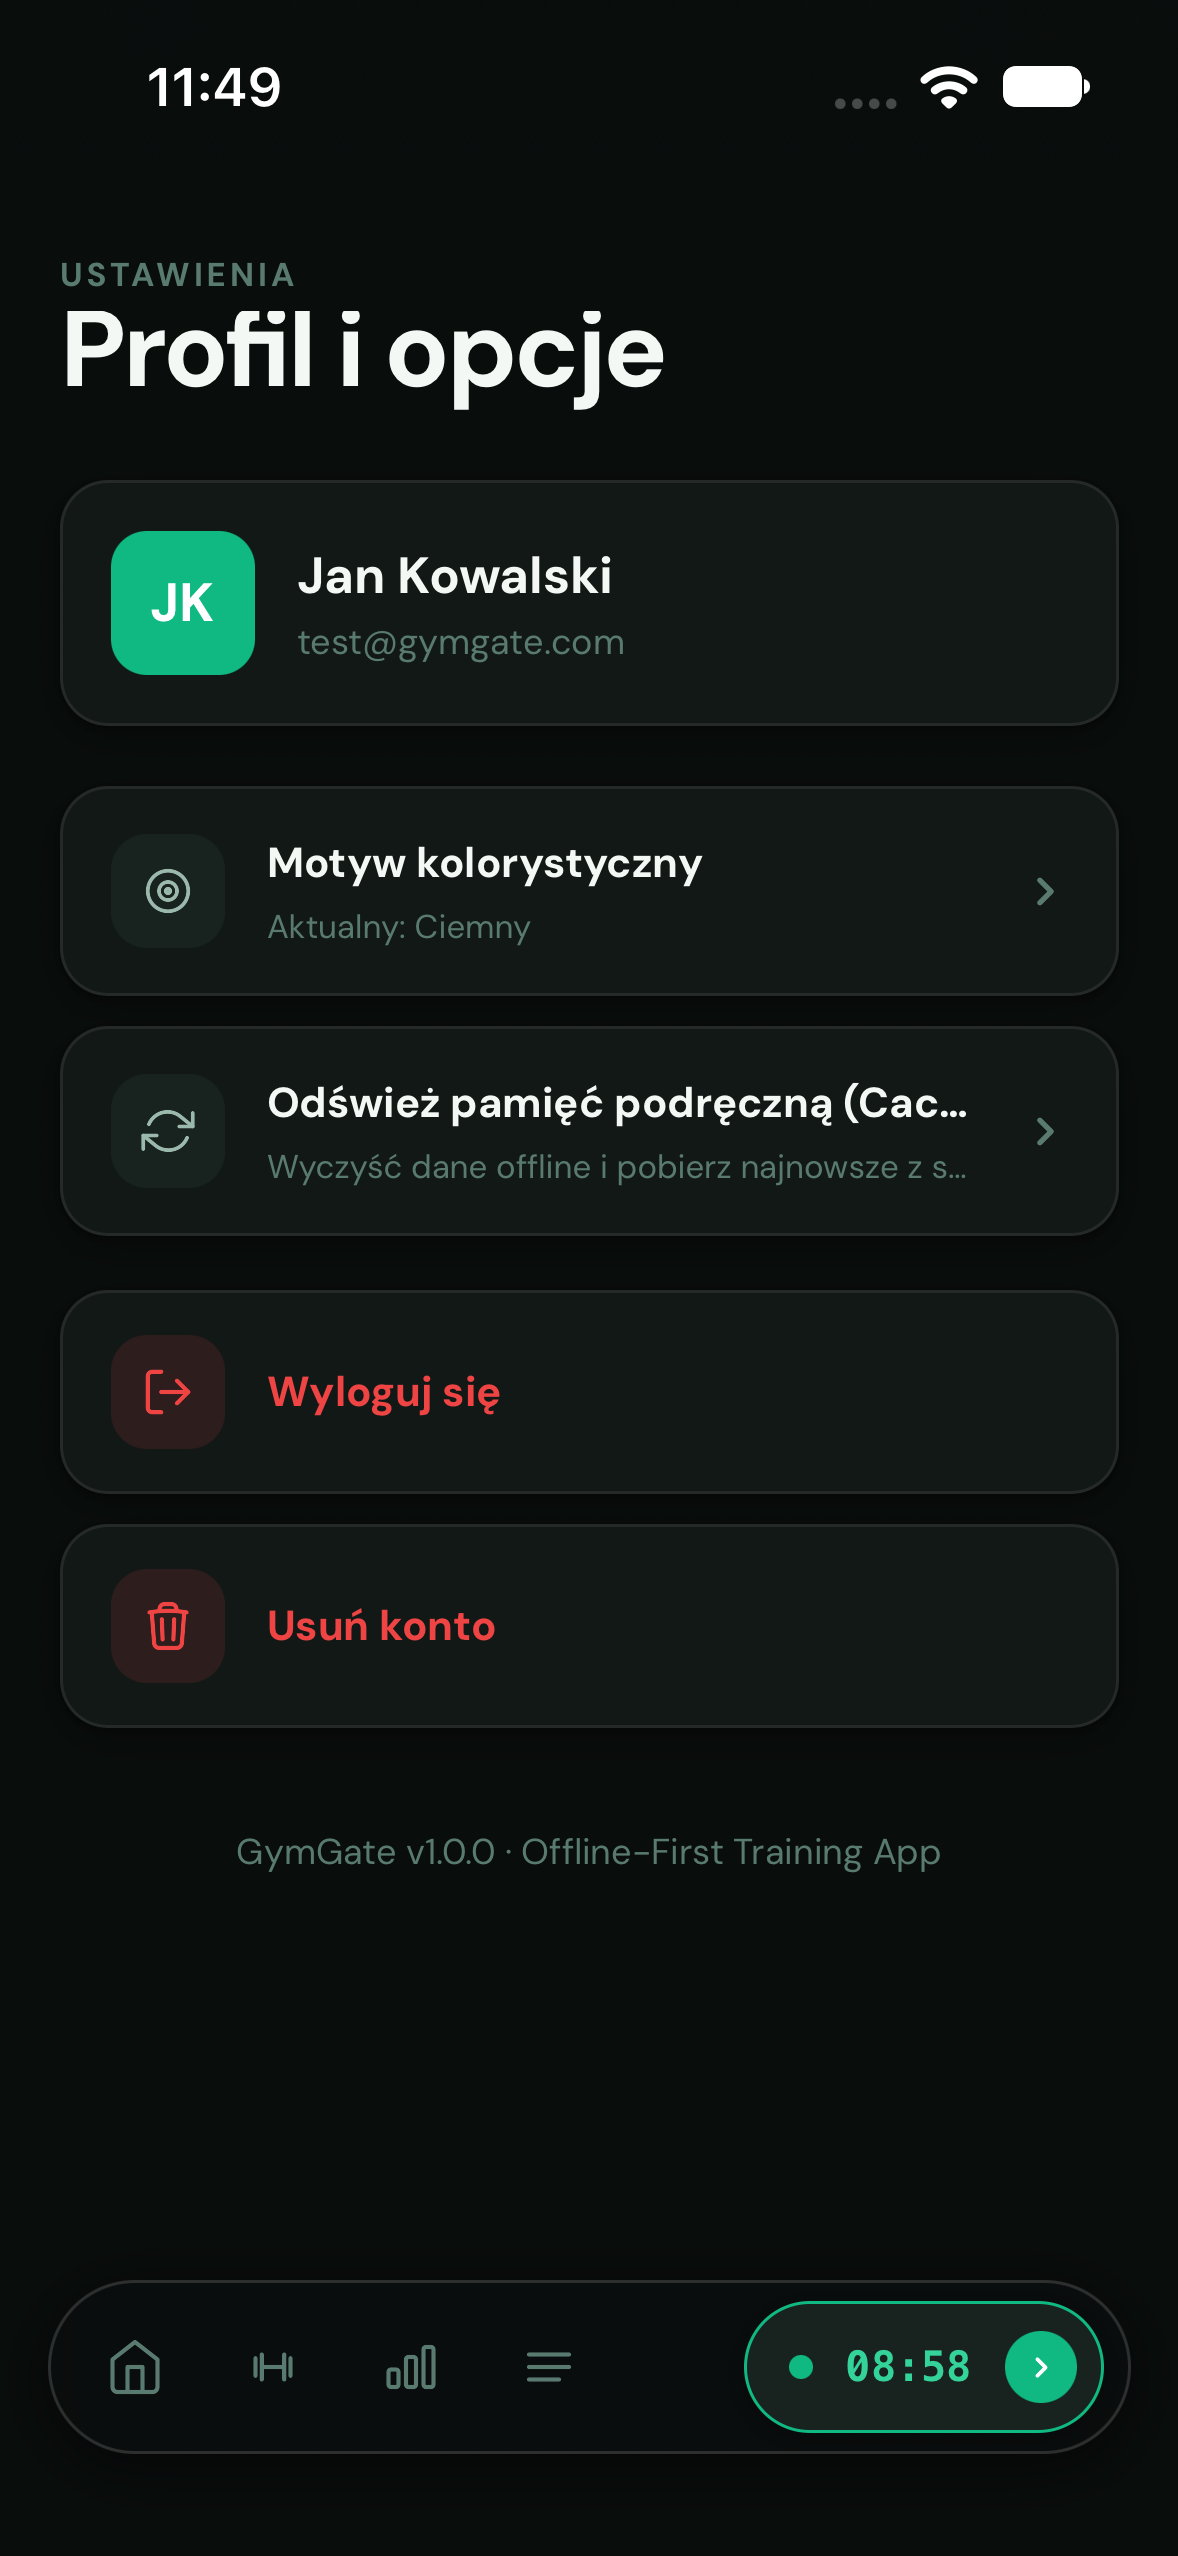 11:49
USTAWIENIA
Profil i opcje
JK
Jan Kowalski
test@gymgate.com
Motyw kolorystyczny
Aktualny: Ciemny
Odśwież pamięć podręczną (Cac...
Wyczyść dane offline i pobierz najnowsze z s...
Wyloguj się
Usuń konto
GymGate v1.0.0 · Offline-First Training App
08:58